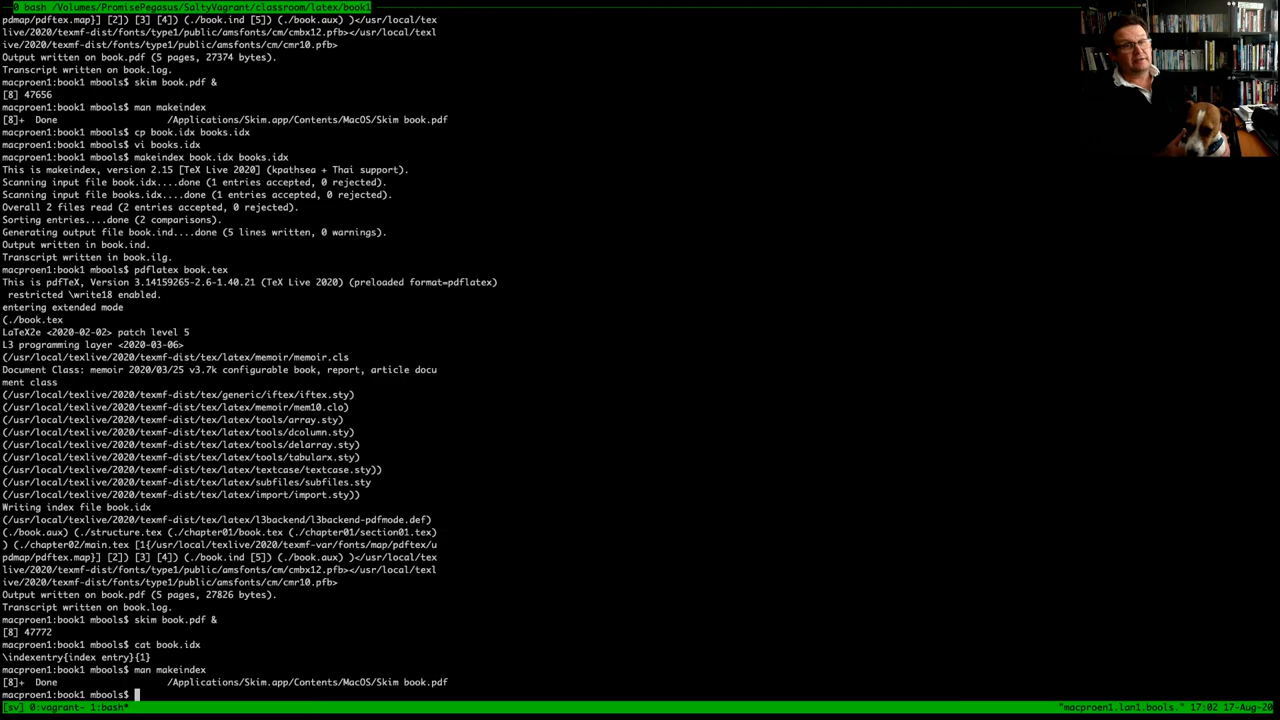 0 bash /Volumes/PromisePegasus/SaltyVagrant/classroom/latex/book1
pdmap/pdftex.map}] [2]) [3] [4]) (./book.ind [5]) (./book.aux) )</usr/local/tex
live/2020/texmf-dist/fonts/type1/public/amsfonts/cm/cmbx12.pfb></usr/local/texl
ive/2020/texmf-dist/fonts/type1/public/amsfonts/cm/cmr10.pfb>
Output written on book.pdf (5 pages, 27374 bytes).
Transcript written on book.log.
macproen1:book1 mbools$ skim book.pdf &
[8] 47656
macproen1:book1 mbools$ man makeindex
[8]+  Done                    /Applications/Skim.app/Contents/MacOS/Skim book.pdf
macproen1:book1 mbools$ cp book.idx books.idx
macproen1:book1 mbools$ vi books.idx
macproen1:book1 mbools$ makeindex book.idx books.idx
This is makeindex, version 2.15 [TeX Live 2020] (kpathsea + Thai support).
Scanning input file book.idx....done (1 entries accepted, 0 rejected).
Scanning input file books.idx....done (1 entries accepted, 0 rejected).
Overall 2 files read (2 entries accepted, 0 rejected).
Sorting entries....done (2 comparisons).
Generating output file book.ind....done (5 lines written, 0 warnings).
Output written in book.ind.
Transcript written in book.ilg.
macproen1:book1 mbools$ pdflatex book.tex
This is pdfTeX, Version 3.14159265-2.6-1.40.21 (TeX Live 2020) (preloaded format=pdflatex)
 restricted \write18 enabled.
entering extended mode
(./book.tex
LaTeX2e <2020-02-02> patch level 5
L3 programming layer <2020-03-06>
(/usr/local/texlive/2020/texmf-dist/tex/latex/memoir/memoir.cls
Document Class: memoir 2020/03/25 v3.7k configurable book, report, article docu
ment class
(/usr/local/texlive/2020/texmf-dist/tex/generic/iftex/iftex.sty)
(/usr/local/texlive/2020/texmf-dist/tex/latex/memoir/mem10.clo)
(/usr/local/texlive/2020/texmf-dist/tex/latex/tools/array.sty)
(/usr/local/texlive/2020/texmf-dist/tex/latex/tools/dcolumn.sty)
(/usr/local/texlive/2020/texmf-dist/tex/latex/tools/delarray.sty)
(/usr/local/texlive/2020/texmf-dist/tex/latex/tools/tabularx.sty)
(/usr/local/texlive/2020/texmf-dist/tex/latex/textcase/textcase.sty))
(/usr/local/texlive/2020/texmf-dist/tex/latex/subfiles/subfiles.sty
(/usr/local/texlive/2020/texmf-dist/tex/latex/import/import.sty))
Writing index file book.idx
(/usr/local/texlive/2020/texmf-dist/tex/latex/l3backend/l3backend-pdfmode.def)
(./book.aux) (./structure.tex (./chapter01/book.tex (./chapter01/section01.tex)
) (./chapter02/main.tex [1{/usr/local/texlive/2020/texmf-var/fonts/map/pdftex/u
pdmap/pdftex.map}] [2]) [3] [4]) (./book.ind [5]) (./book.aux) )</usr/local/tex
live/2020/texmf-dist/fonts/type1/public/amsfonts/cm/cmbx12.pfb></usr/local/texl
ive/2020/texmf-dist/fonts/type1/public/amsfonts/cm/cmr10.pfb>
Output written on book.pdf (5 pages, 27826 bytes).
Transcript written on book.log.
macproen1:book1 mbools$ skim book.pdf &
[8] 47772
macproen1:book1 mbools$ cat book.idx
\indexentry{index entry}{1}
macproen1:book1 mbools$ man makeindex
[8]+  Done                    /Applications/Skim.app/Contents/MacOS/Skim book.pdf
macproen1:book1 mbools$
[sv] 0:vagrant- 1:bash* "macproen1.lan1.bools." 17:02 17-Aug-20